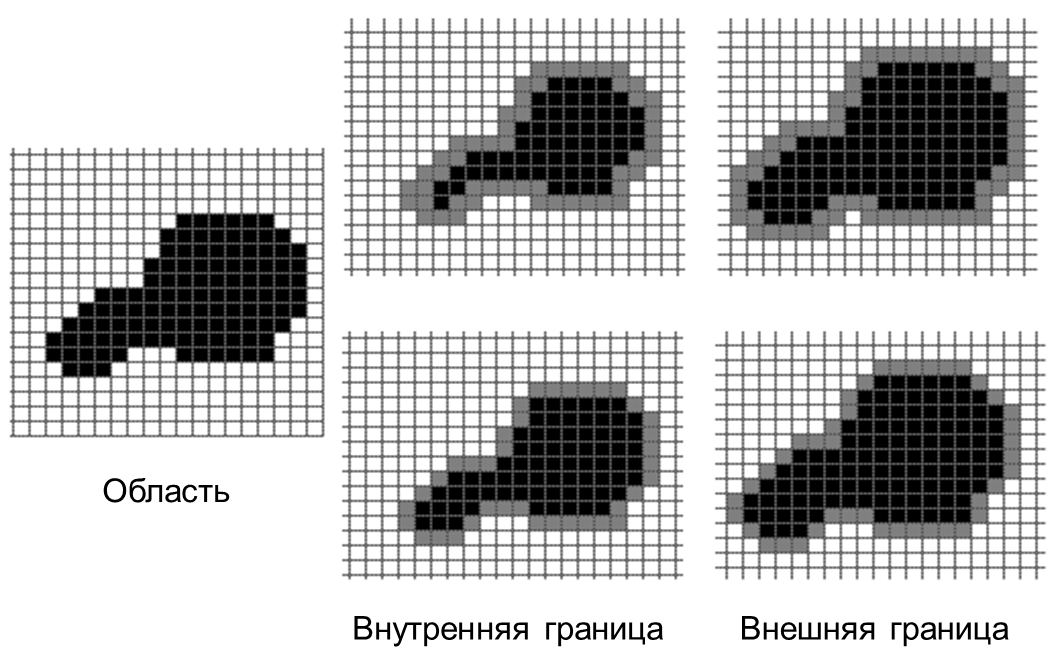 Область
Внутренняя граница
Внешняя граница